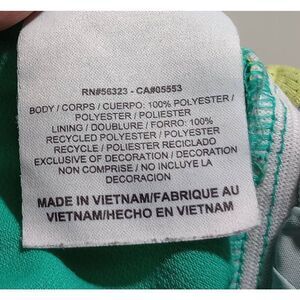 RN#56323 - CA#05553
BODY / CORPS / CUERPO: 100% POLYESTER /
POLYESTER / POLIESTER
LINING / DOUBLURE / FORRO: 100%
RECYCLED POLYESTER / POLYESTER
RECYCLE / POLIESTER RECICLADO
EXCLUSIVE OF DECORATION / DECORATION
NON COMPRISE / NO INCLUYE LA
DECORACION
MADE IN VIETNAM/FABRIQUE AU
VIETNAM/HECHO EN VIETNAM